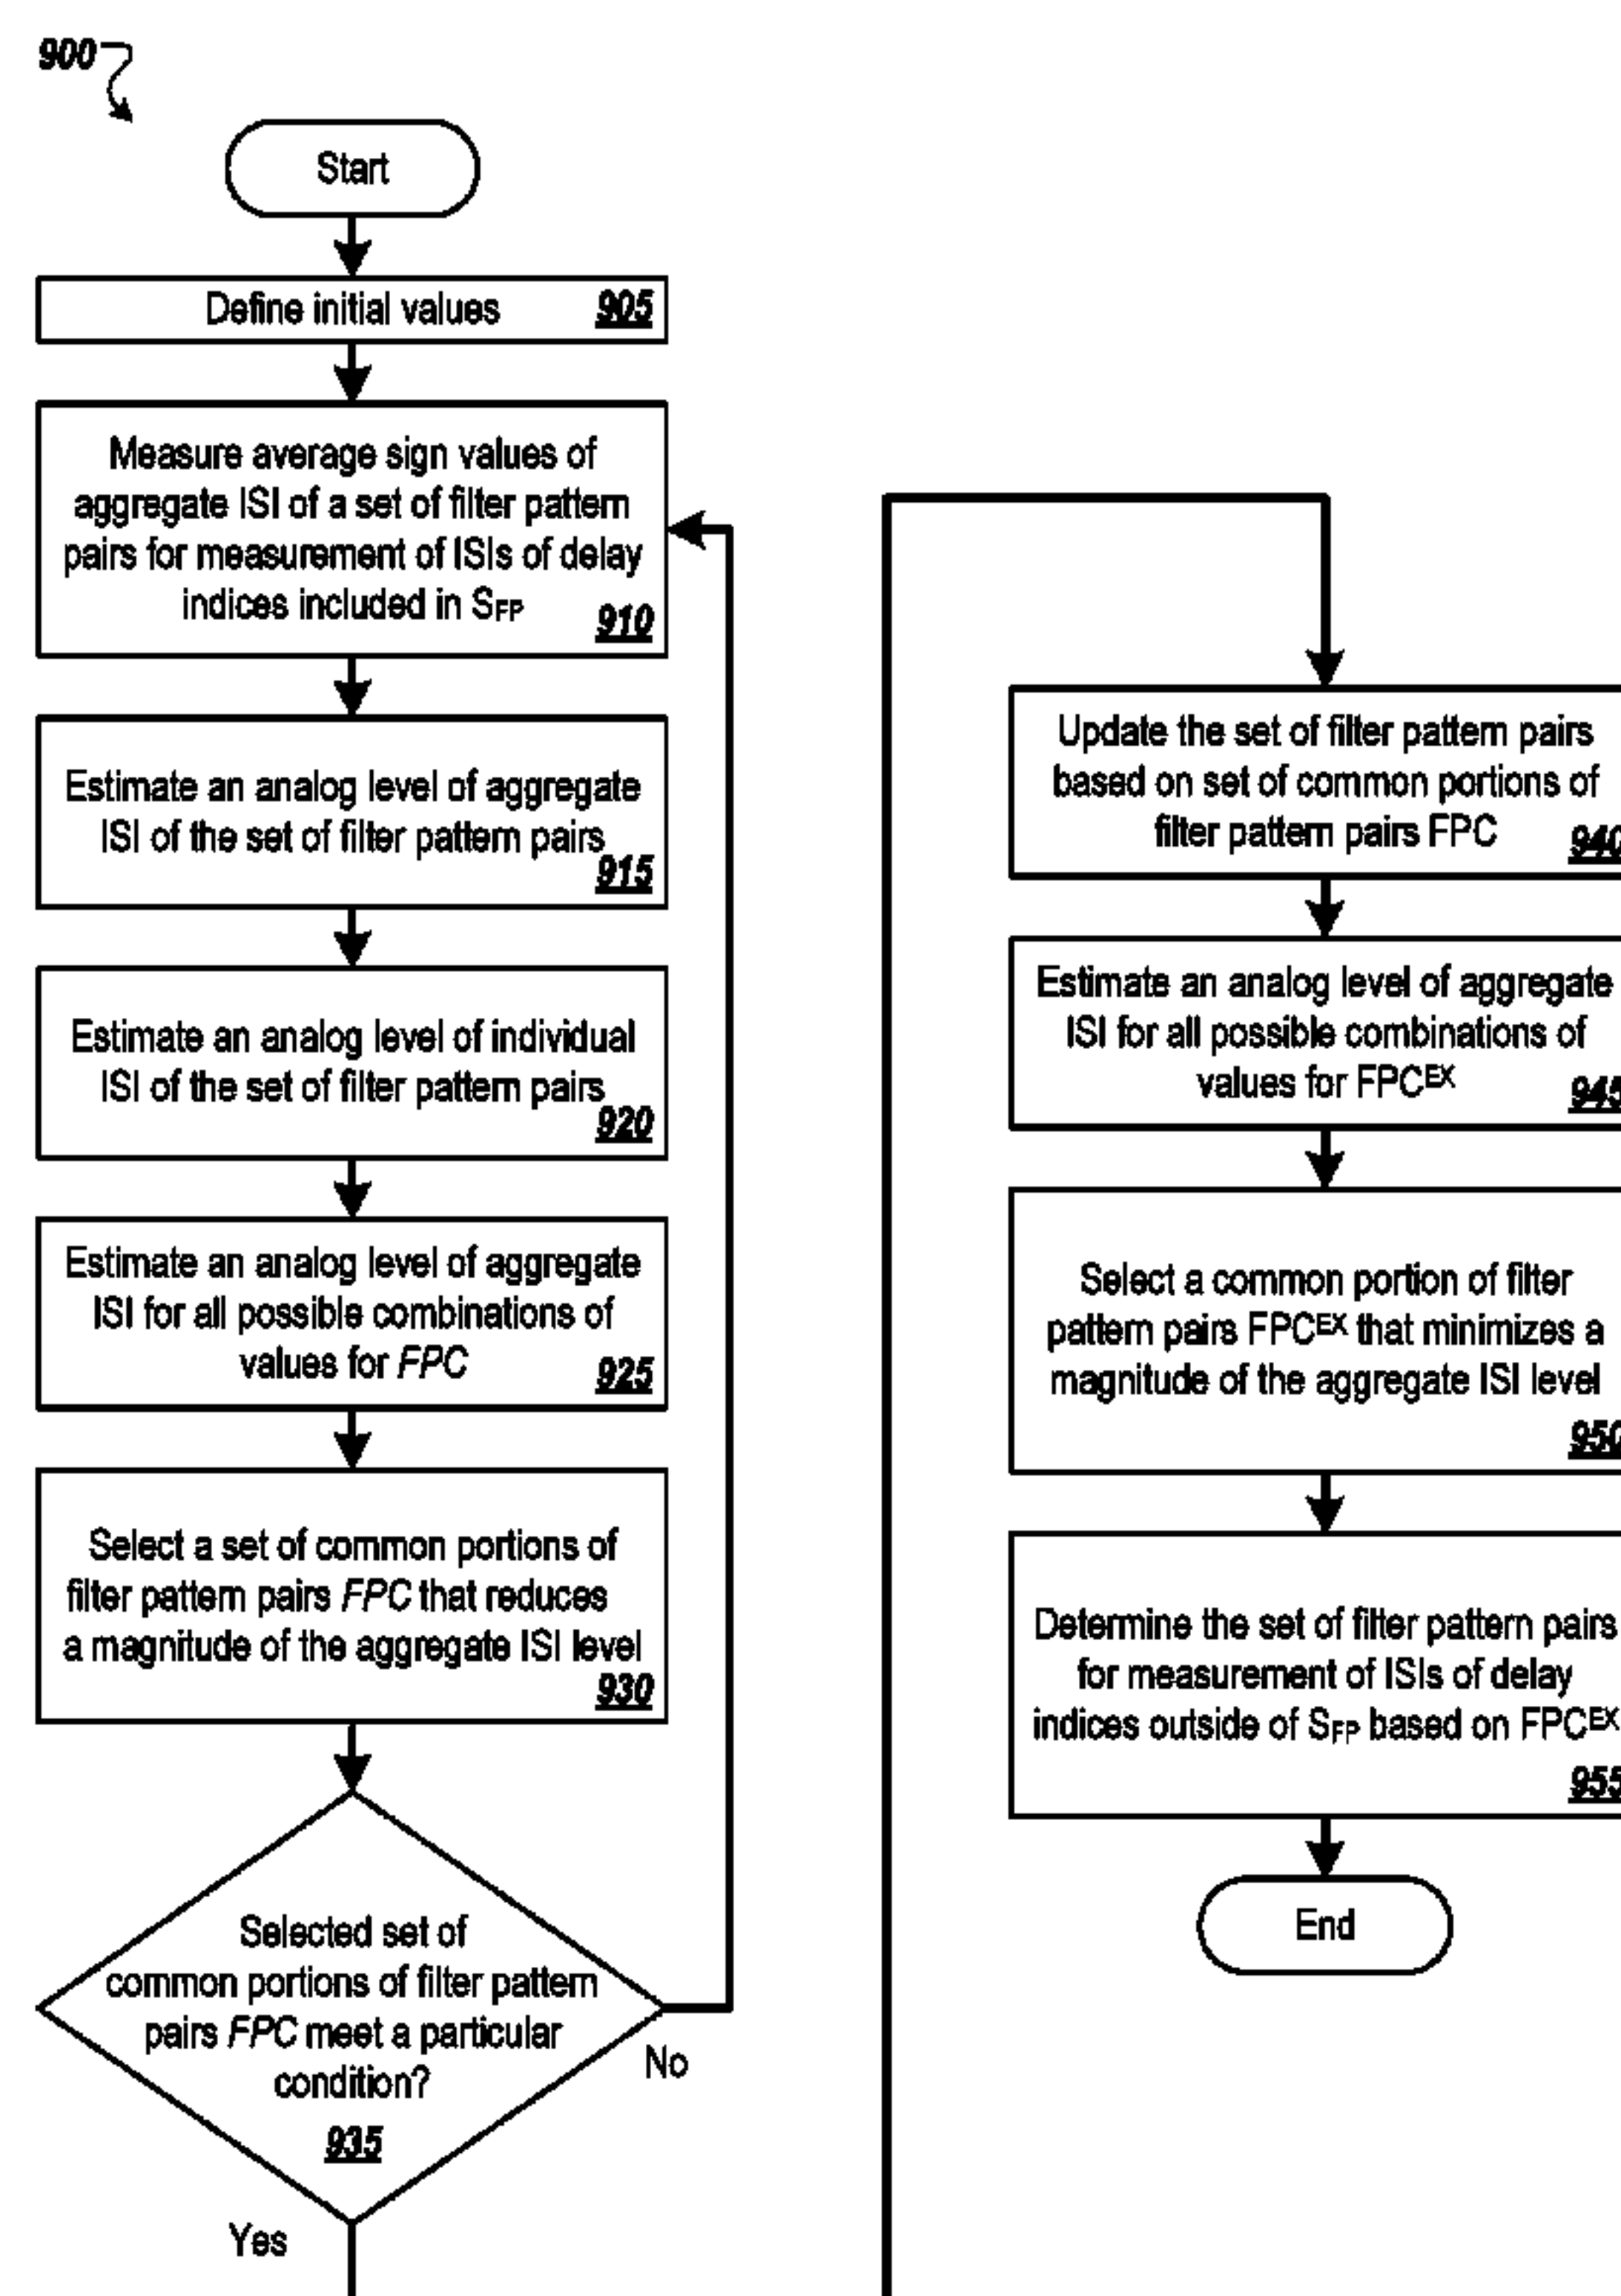 900
Start
Define initial values
905
Measure average sign values of
aggregate ISI of a set of filter pattern
pairs for measurement of ISIs of delay
indices included in SFP
910
Estimate an analog level of aggregate
ISI of the set of filter pattern pairs
915
Estimate an analog level of individual
ISI of the set of filter pattern pairs
920
Estimate an analog level of aggregate
ISI for all possible combinations of
values for FPC
925
Select a set of common portions of
filter pattern pairs FPC that reduces
a magnitude of the aggregate ISI level
930
Selected set of
common portions of filter pattern
pairs FPC meet a particular
condition?
935
No
Yes
Update the set of filter pattern pairs
based on set of common portions of
filter pattern pairs FPC
940
Estimate an analog level of aggregate
ISI for all possible combinations of
values for FPCEX
945
Select a common portion of filter
pattern pairs FPCEX that minimizes a
magnitude of the aggregate ISI level
950
Determine the set of filter pattern pairs
for measurement of ISIs of delay
indices outside of SFP based on FPCEX
955
End